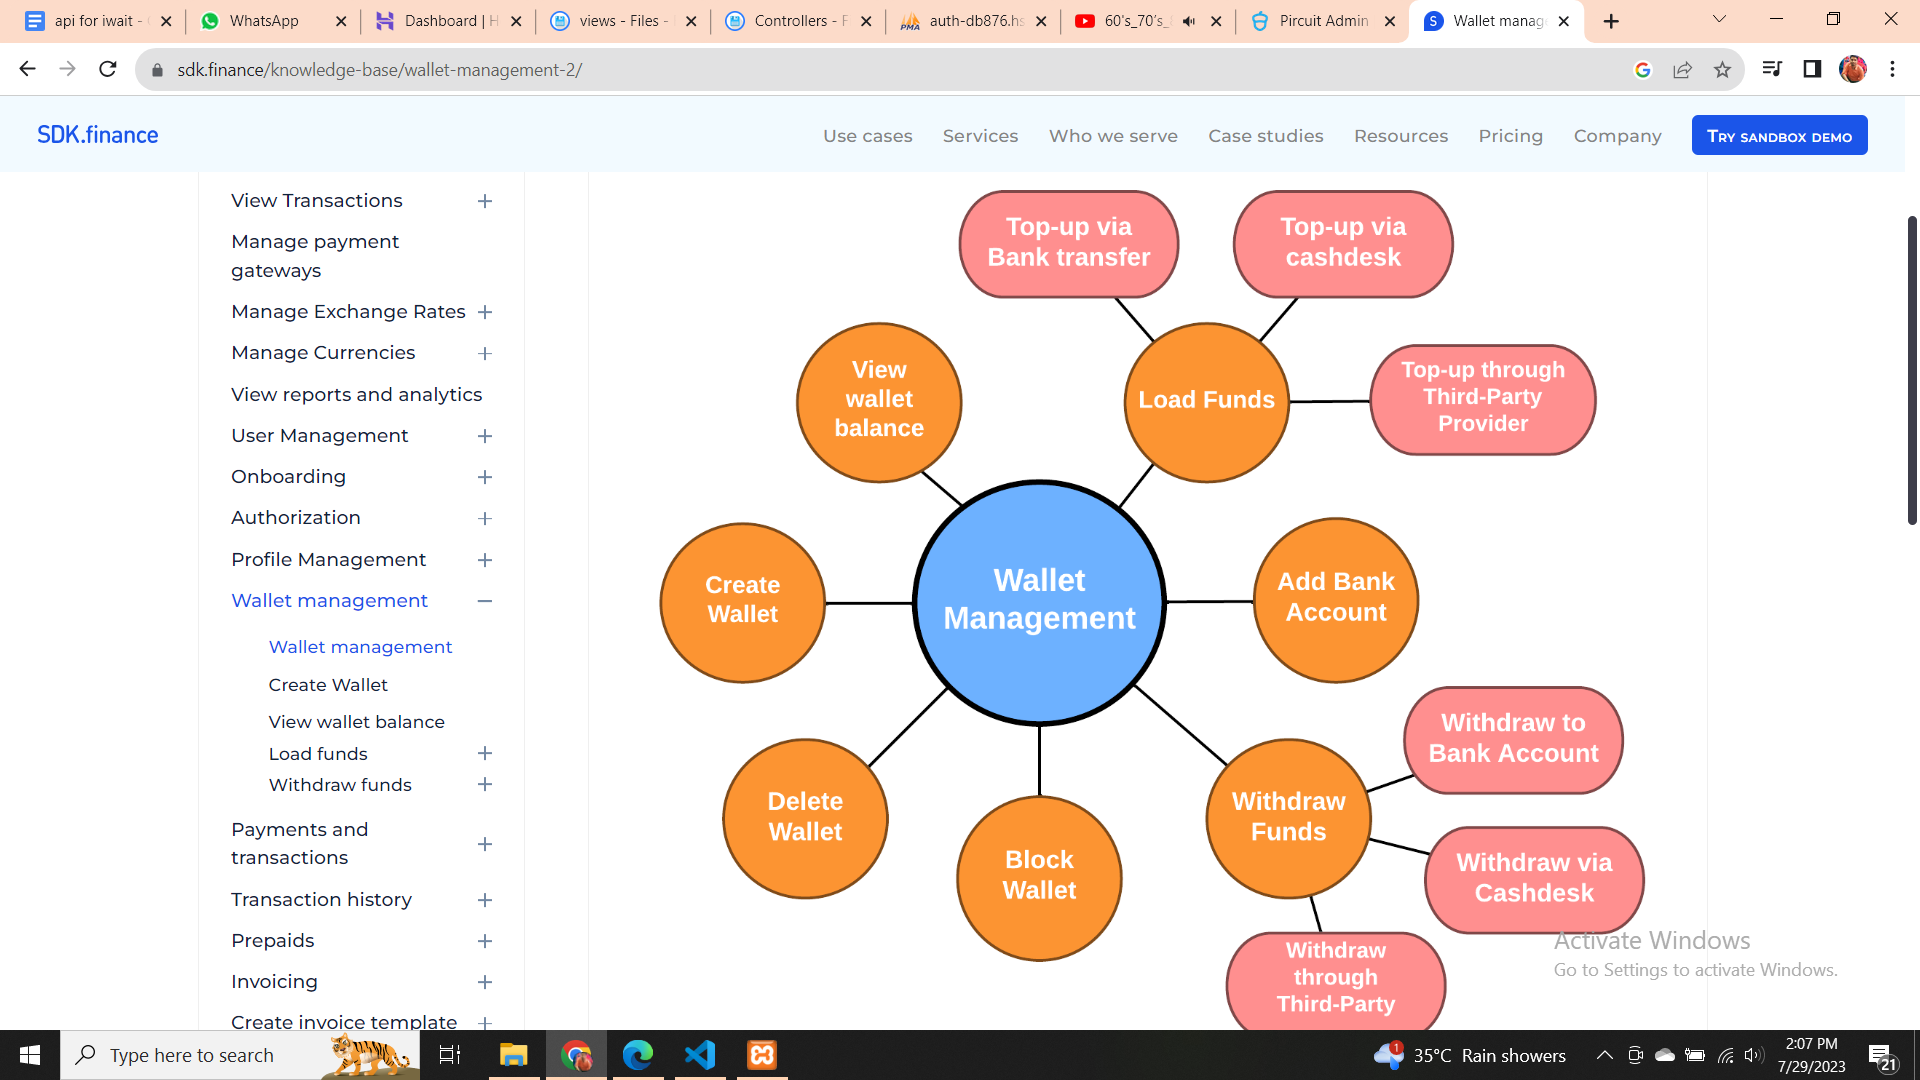 api for iwait -
WhatsApp
Dashboard | H
views - Files -
Controllers - F
auth-db876.hs
60's_70's_
Pircuit Admin
Wallet manag
sdk.finance/knowledge-base/wallet-management-2/
SDK.finance
Use cases
Services
Who we serve
Case studies
Resources
Pricing
Company
Try sandbox demo
View Transactions
Manage payment
gateways
Manage Exchange Rates
Manage Currencies
View reports and analytics
User Management
Onboarding
Authorization
Profile Management
Wallet management
Wallet management
Create Wallet
View wallet balance
Load funds
Withdraw funds
Payments and
transactions
Transaction history
Prepaids
Invoicing
Create invoice template
Top-up via
Bank transfer
Top-up via
cashdesk
View
wallet
balance
Load Funds
Top-up through
Third-Party
Provider
Create
Wallet
Wallet
Management
Add Bank
Account
Delete
Wallet
Block
Wallet
Withdraw
Funds
Withdraw to
Bank Account
Withdraw via
Cashdesk
Withdraw
through
Third-Party
Activate Windows
Go to Settings to activate Windows.
Type here to search
1
35°C Rain showers
2:07 PM
7/29/2023
21